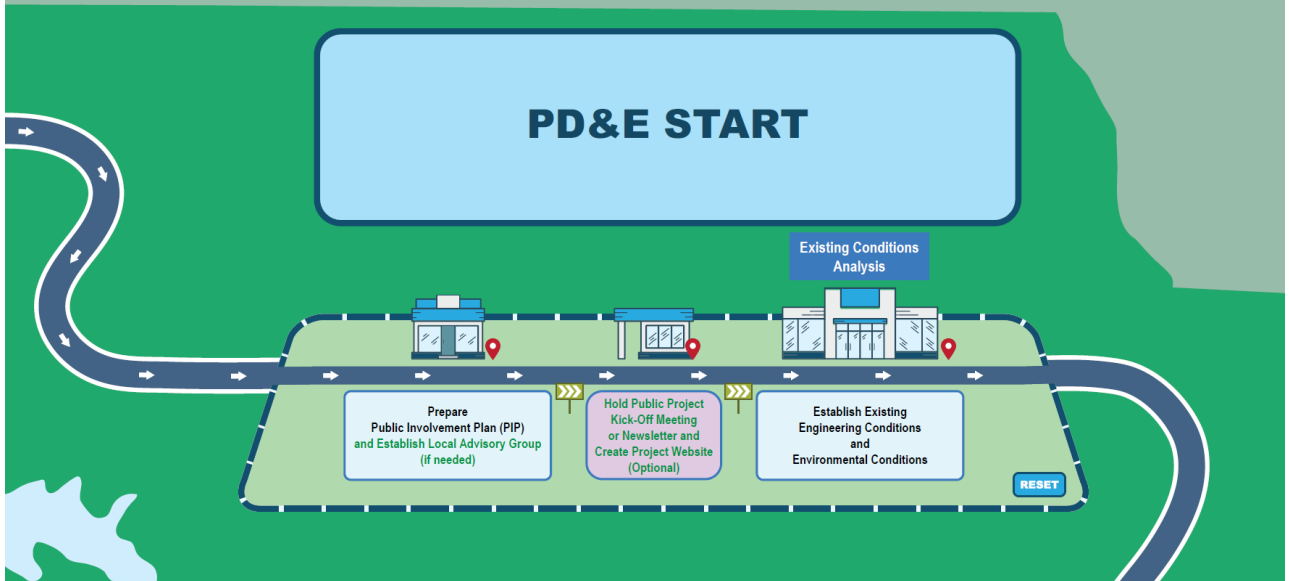 PD&E START
Existing Conditions
Analysis
Prepare
Public Involvement Plan (PIP)
and Establish Local Advisory Group
(if needed)
Hold Public Project
Kick-Off Meeting
or Newsletter and
Create Project Website
(Optional)
Establish Existing
Engineering Conditions
and
Environmental Conditions
RESET